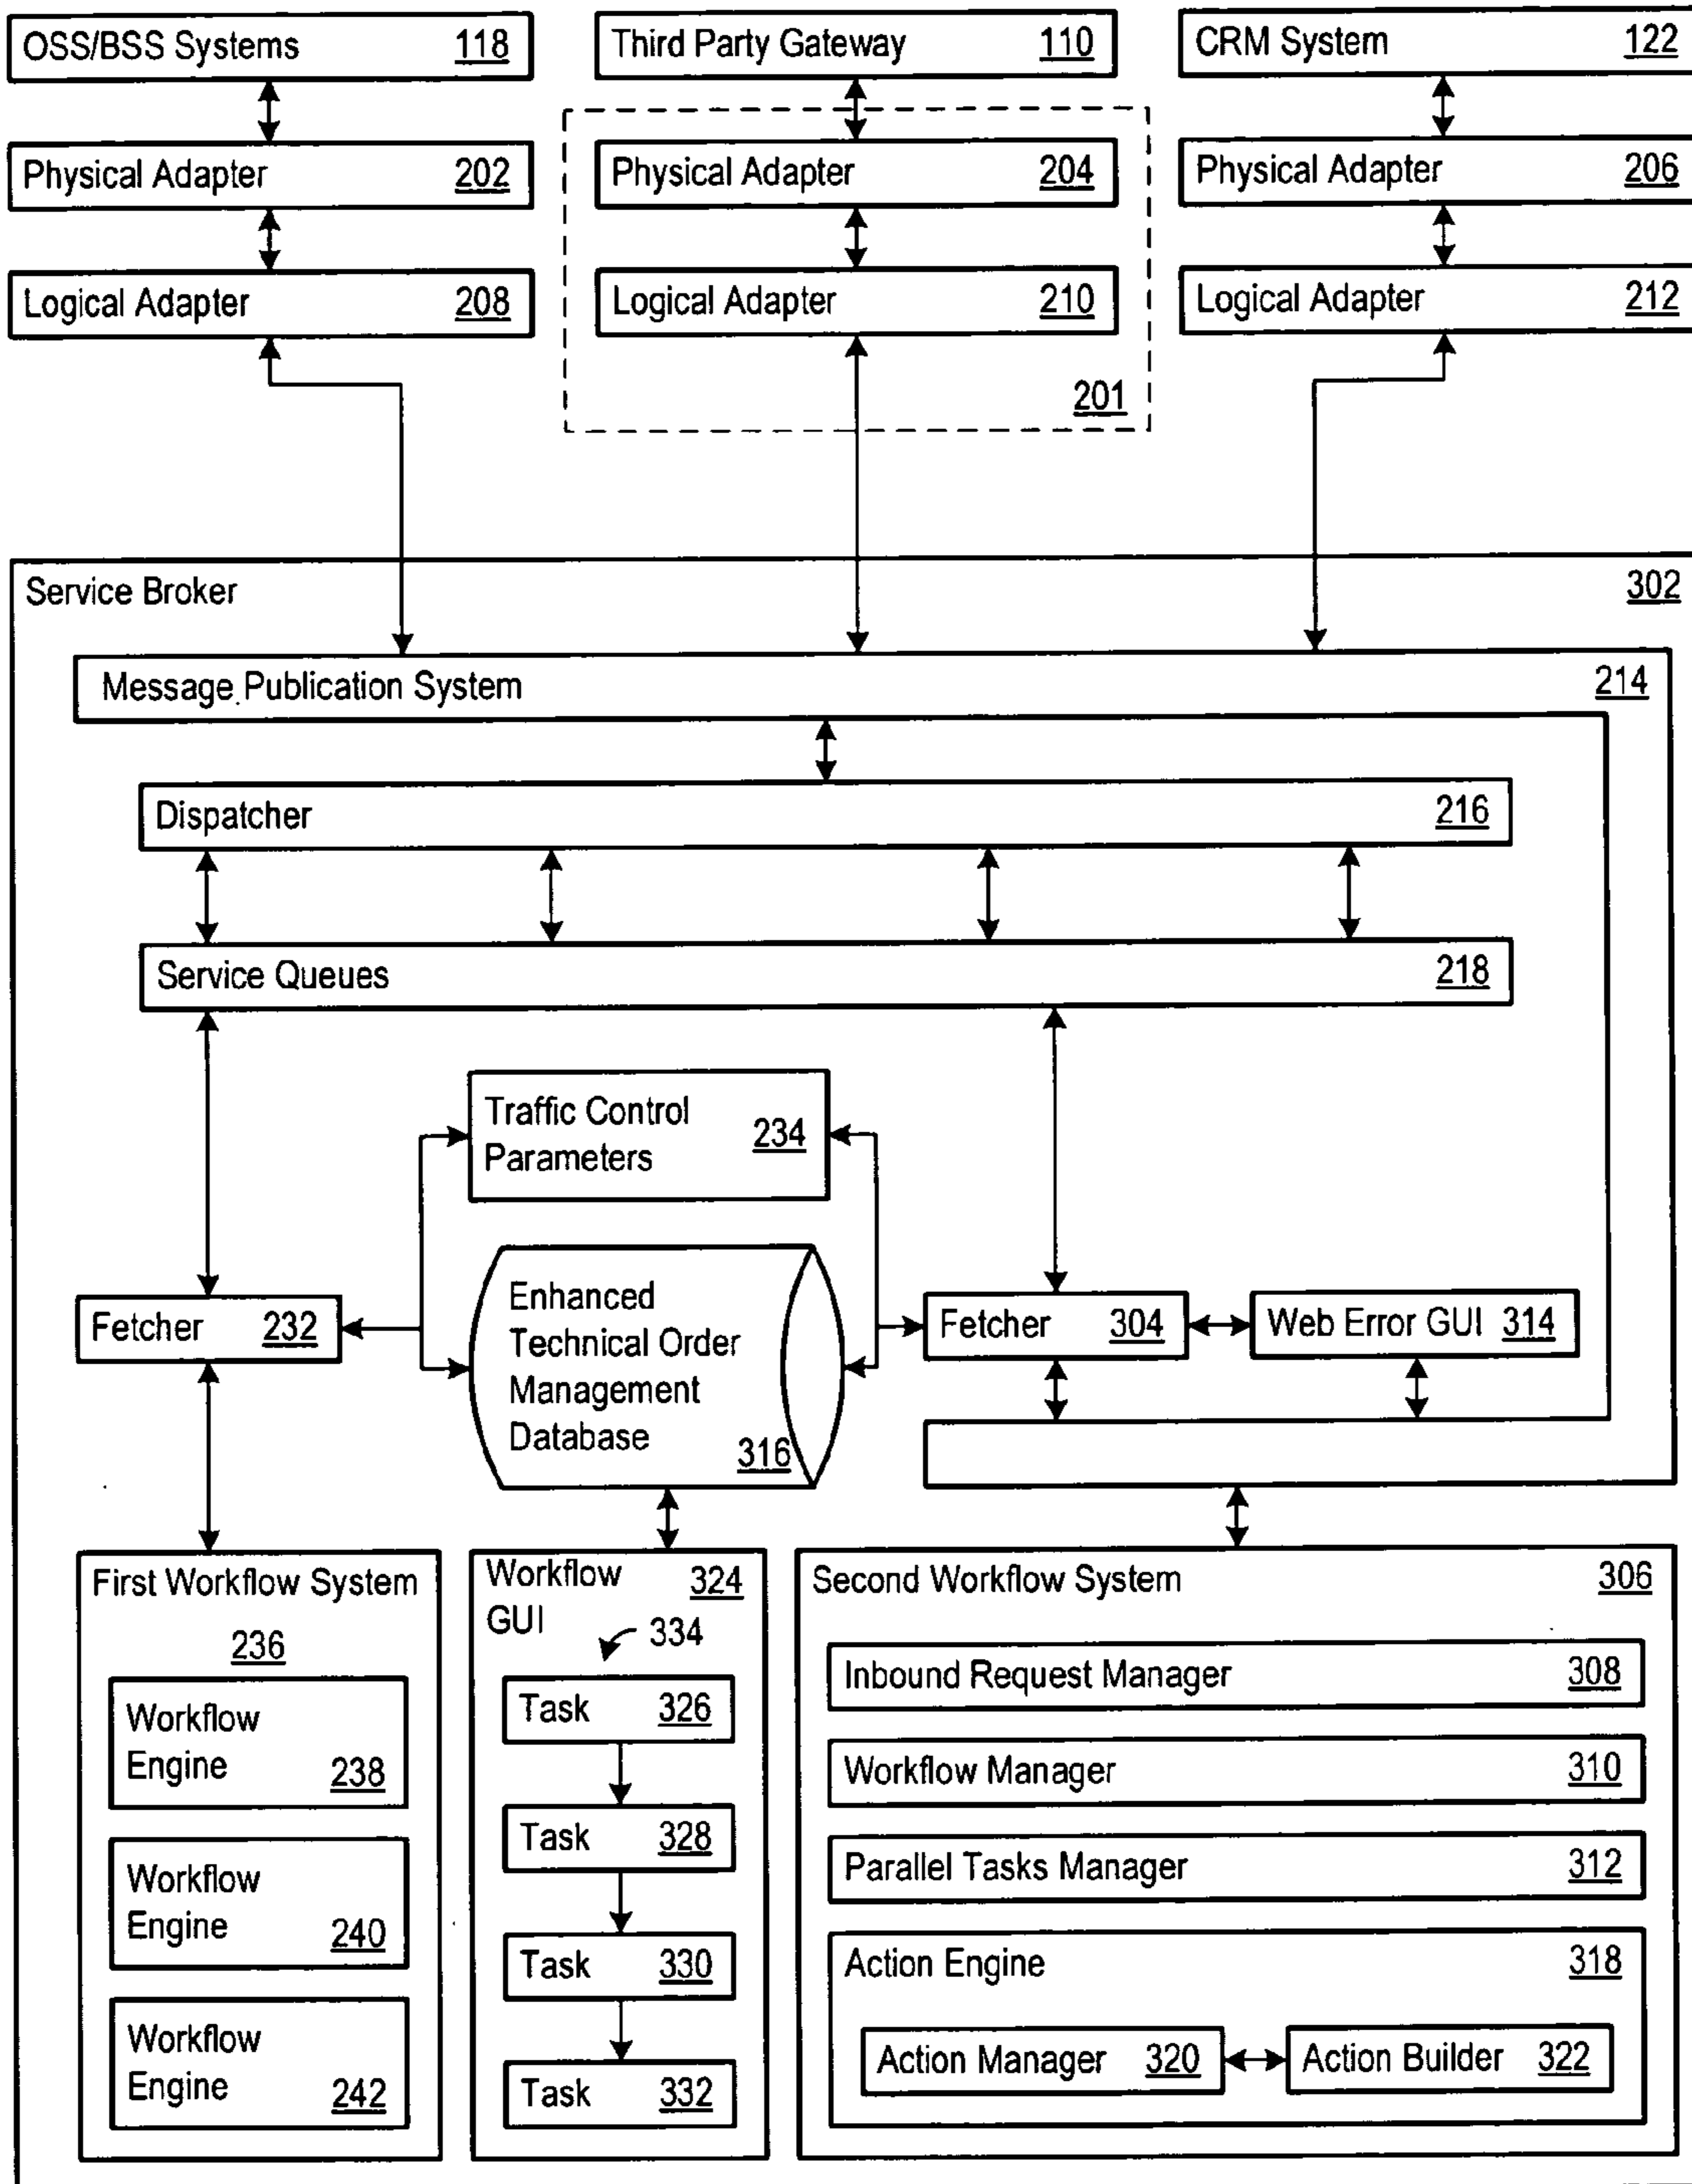 OSS/BSS Systems 118
Third Party Gateway 110
CRM System 122
Physical Adapter 202
Physical Adapter 204
Physical Adapter 206
Logical Adapter 208
Logical Adapter 210
Logical Adapter 212
201
Service Broker 302
Message Publication System 214
Dispatcher 216
Service Queues 218
Traffic Control
Parameters 234
Fetcher 232
Enhanced
Technical Order
Management
Database 316
Fetcher 304
Web Error GUI 314
First Workflow System
236
Workflow
Engine 238
Workflow
Engine 240
Workflow
Engine 242
Workflow
GUI 324
334
Task 326
Task 328
Task 330
Task 332
Second Workflow System 306
Inbound Request Manager 308
Workflow Manager 310
Parallel Tasks Manager 312
Action Engine 318
Action Manager 320
Action Builder 322